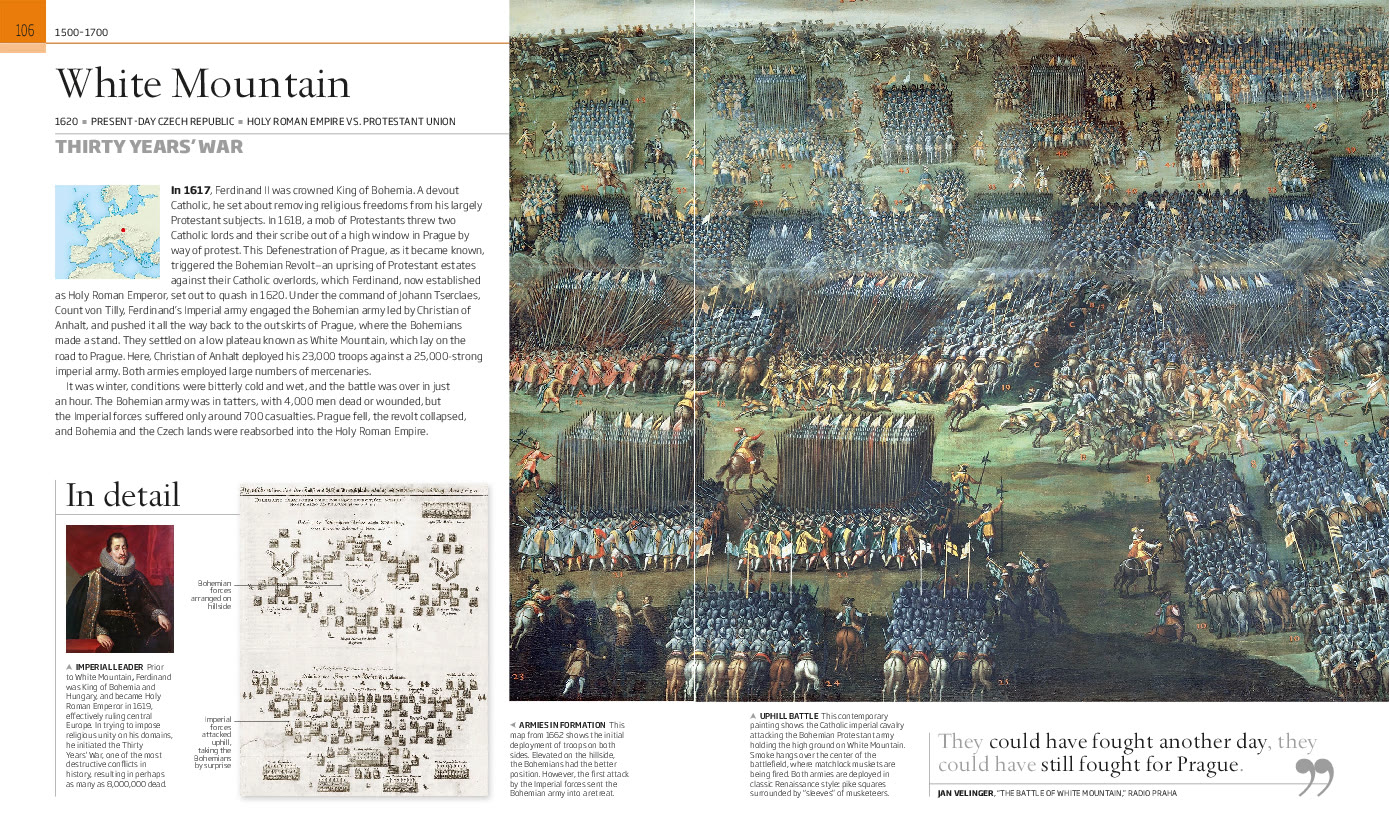 106
1500–1700
White Mountain
1620 ■ PRESENT-DAY CZECH REPUBLIC ■ HOLY ROMAN EMPIRE VS. PROTESTANT UNION
THIRTY YEARS' WAR
In 1617, Ferdinand II was crowned King of Bohemia. A devout
Catholic, he set about removing religious freedoms from his largely
Protestant subjects. In 1618, a mob of Protestants threw two
Catholic lords and their scribe out of a high window in Prague by
way of protest. This Defenestration of Prague, as it became known,
triggered the Bohemian Revolt—an uprising of Protestant estates
against their Catholic overlords, which Ferdinand, now established
as Holy Roman Emperor, set out to quash in 1620. Under the command of Johann Tserclaes,
Count von Tilly, Ferdinand's Imperial army engaged the Bohemian army led by Christian of
Anhalt, and pushed it all the way back to the outskirts of Prague, where the Bohemians
made a stand. They settled on a low plateau known as White Mountain, which lay on the
road to Prague. Here, Christian of Anhalt deployed his 23,000 troops against a 25,000-strong
imperial army. Both armies employed large numbers of mercenaries.
It was winter, conditions were bitterly cold and wet, and the battle was over in just
an hour. The Bohemian army was in tatters, with 4,000 men dead or wounded, but
the Imperial forces suffered only around 700 casualties. Prague fell, the revolt collapsed,
and Bohemia and the Czech lands were reabsorbed into the Holy Roman Empire.
In detail
▲ IMPERIAL LEADER Prior
to White Mountain, Ferdinand
was King of Bohemia and
Hungary, and became Holy
Roman Emperor in 1619,
effectively ruling central
Europe. In trying to impose
religious unity on his domains,
he initiated the Thirty
Years' War, one of the most
destructive conflicts in
history, resulting in perhaps
as many as 8,000,000 dead.
Bohemian
forces
arranged on
hillside
Imperial
forces
attacked
uphill,
taking the
Bohemians
by surprise
◀ ARMIES IN FORMATION This
map from 1662 shows the initial
deployment of troops on both
sides. Elevated on the hillside,
the Bohemians had the better
position. However, the first attack
by the Imperial forces sent the
Bohemian army into a retreat.
▲ UPHILL BATTLE This contemporary
painting shows the Catholic imperial cavalry
attacking the Bohemian Protestant army
holding the high ground on White Mountain.
Smoke hangs over the center of the
battlefield, where matchlock muskets are
being fired. Both armies are deployed in
classic Renaissance style: pike squares
surrounded by "sleeves" of musketeers.
They could have fought another day, they
could have still fought for Prague.
”
JAN VELINGER, "THE BATTLE OF WHITE MOUNTAIN," RADIO PRAHA
23
24
25
19